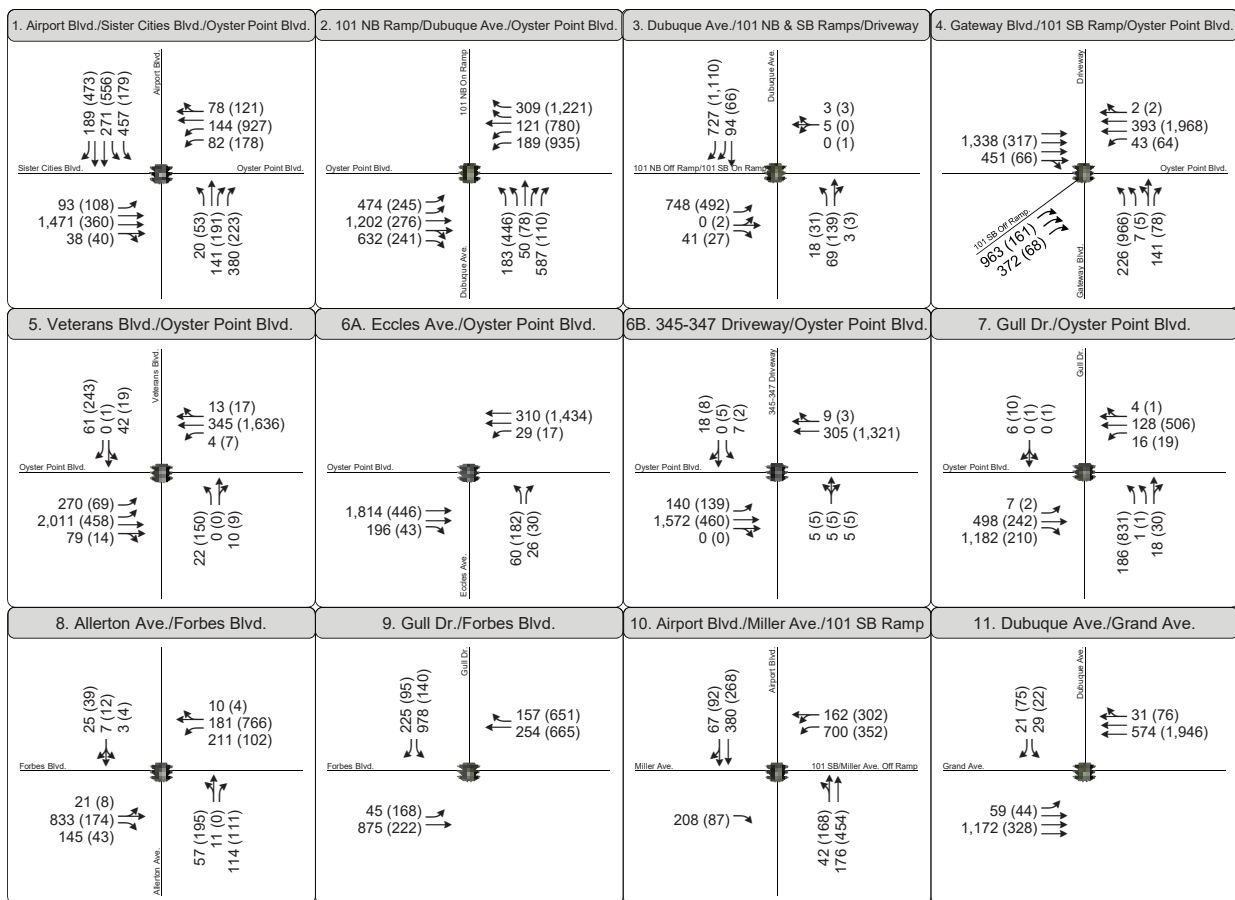 1. Airport Blvd./Sister Cities Blvd./Oyster Point Blvd.
Airport Blvd.
189 (473)
271 (556)
457 (179)
78 (121)
144 (927)
82 (178)
Sister Cities Blvd.
Oyster Point Blvd.
93 (108)
1,471 (360)
38 (40)
20 (53)
141 (191)
380 (223)
2. 101 NB Ramp/Dubuque Ave./Oyster Point Blvd.
101 NB On Ramp
309 (1,221)
121 (780)
189 (935)
Oyster Point Blvd.
474 (245)
1,202 (276)
632 (241)
Dubuque Ave.
183 (446)
50 (78)
587 (110)
3. Dubuque Ave./101 NB & SB Ramps/Driveway
Dubuque Ave.
727 (1,110)
94 (66)
3 (3)
5 (0)
0 (1)
101 NB Off Ramp/101 SB On Ramp
748 (492)
0 (2)
41 (27)
18 (31)
69 (139)
3 (3)
4. Gateway Blvd./101 SB Ramp/Oyster Point Blvd.
Driveway
2 (2)
393 (1,968)
43 (64)
1,338 (317)
451 (66)
Oyster Point Blvd.
101 SB Off Ramp
963 (161)
372 (68)
Gateway Blvd.
226 (966)
7 (5)
141 (78)
5. Veterans Blvd./Oyster Point Blvd.
Veterans Blvd.
61 (243)
0 (1)
42 (19)
13 (17)
345 (1,636)
4 (7)
Oyster Point Blvd.
270 (69)
2,011 (458)
79 (14)
22 (150)
0 (0)
10 (9)
6A. Eccles Ave./Oyster Point Blvd.
310 (1,434)
29 (17)
Oyster Point Blvd.
1,814 (446)
196 (43)
Eccles Ave.
60 (182)
26 (30)
6B. 345-347 Driveway/Oyster Point Blvd.
345-347 Driveway
18 (8)
0 (5)
7 (2)
9 (3)
305 (1,321)
Oyster Point Blvd.
140 (139)
1,572 (460)
0 (0)
5 (5)
5 (5)
5 (5)
7. Gull Dr./Oyster Point Blvd.
Gull Dr.
6 (10)
0 (1)
0 (1)
4 (1)
128 (506)
16 (19)
Oyster Point Blvd.
7 (2)
498 (242)
1,182 (210)
186 (831)
1 (1)
18 (30)
8. Allerton Ave./Forbes Blvd.
25 (39)
7 (12)
3 (4)
10 (4)
181 (766)
211 (102)
Forbes Blvd.
21 (8)
833 (174)
145 (43)
Allerton Ave.
57 (195)
11 (0)
114 (111)
9. Gull Dr./Forbes Blvd.
Gull Dr.
225 (95)
978 (140)
157 (651)
254 (665)
Forbes Blvd.
45 (168)
875 (222)
10. Airport Blvd./Miller Ave./101 SB Ramp
Airport Blvd.
67 (92)
380 (268)
162 (302)
700 (352)
Miller Ave.
101 SB/Miller Ave. Off Ramp
208 (87)
42 (168)
176 (454)
11. Dubuque Ave./Grand Ave.
Dubuque Ave.
21 (75)
29 (22)
31 (76)
574 (1,946)
Grand Ave.
59 (44)
1,172 (328)